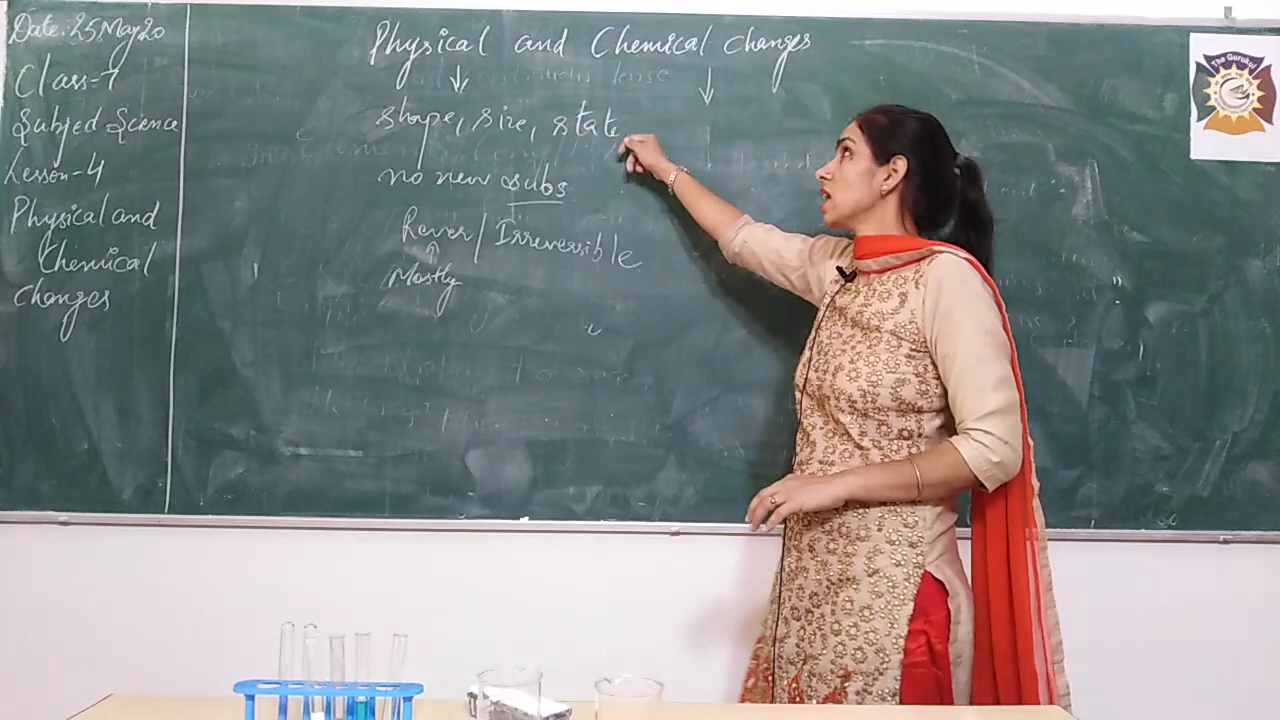 Date: 25 May 20
Class-7
Subject Science
Lesson-4
Physical and
Chemical
changes
Physical and Chemical changes
shape, size, state
no new subs
Rever / Irreversible
Mostly
The Gurukul